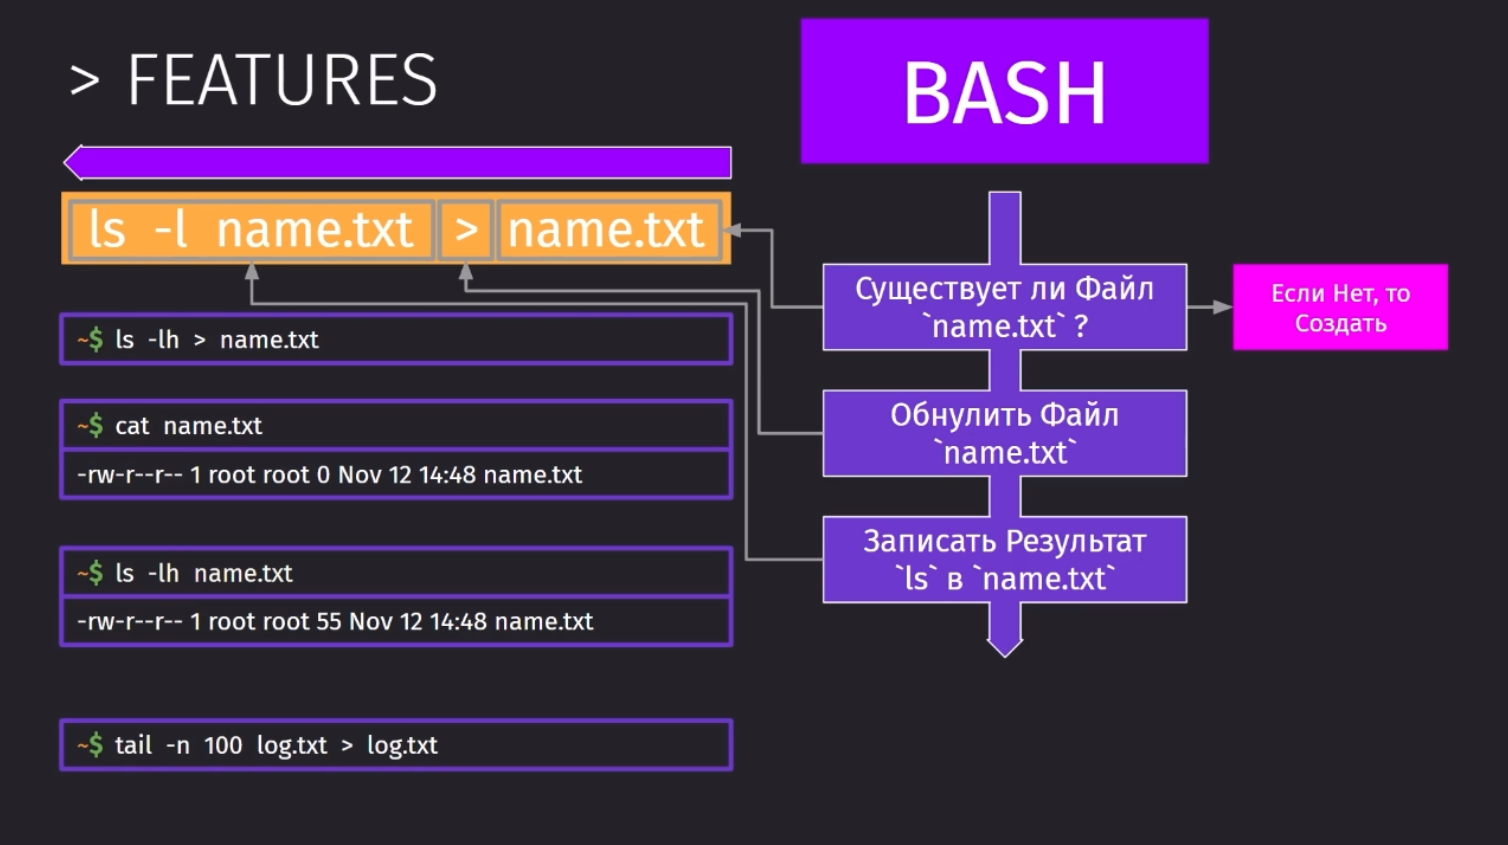 > FEATURES
BASH
ls -l name.txt > name.txt
~$ ls -lh > name.txt
~$ cat name.txt
-rw-r--r-- 1 root root 0 Nov 12 14:48 name.txt
~$ ls -lh name.txt
-rw-r--r-- 1 root root 55 Nov 12 14:48 name.txt
~$ tail -n 100 log.txt > log.txt
Существует ли Файл
`name.txt` ?
Если Нет, то
Создать
Обнулить Файл
`name.txt`
Записать Результат
`ls` в `name.txt`